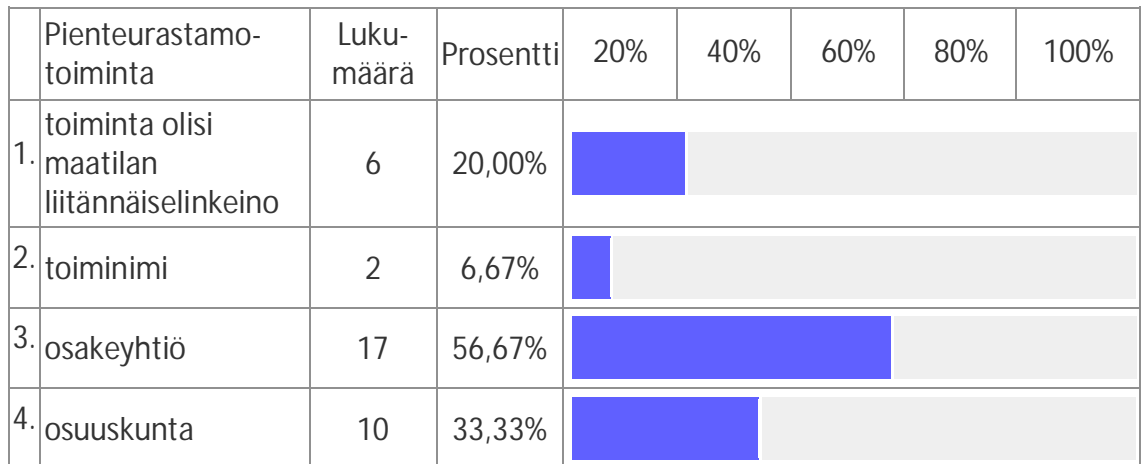 Pienteurastamo-
toiminta
Luku-
määrä
Prosentti
20%
40%
60%
80%
100%
1.
toiminta olisi
maatilan
liitännäiselinkeino
6
20,00%
2.
toiminimi
2
6,67%
3.
osakeyhtiö
17
56,67%
4.
osuuskunta
10
33,33%